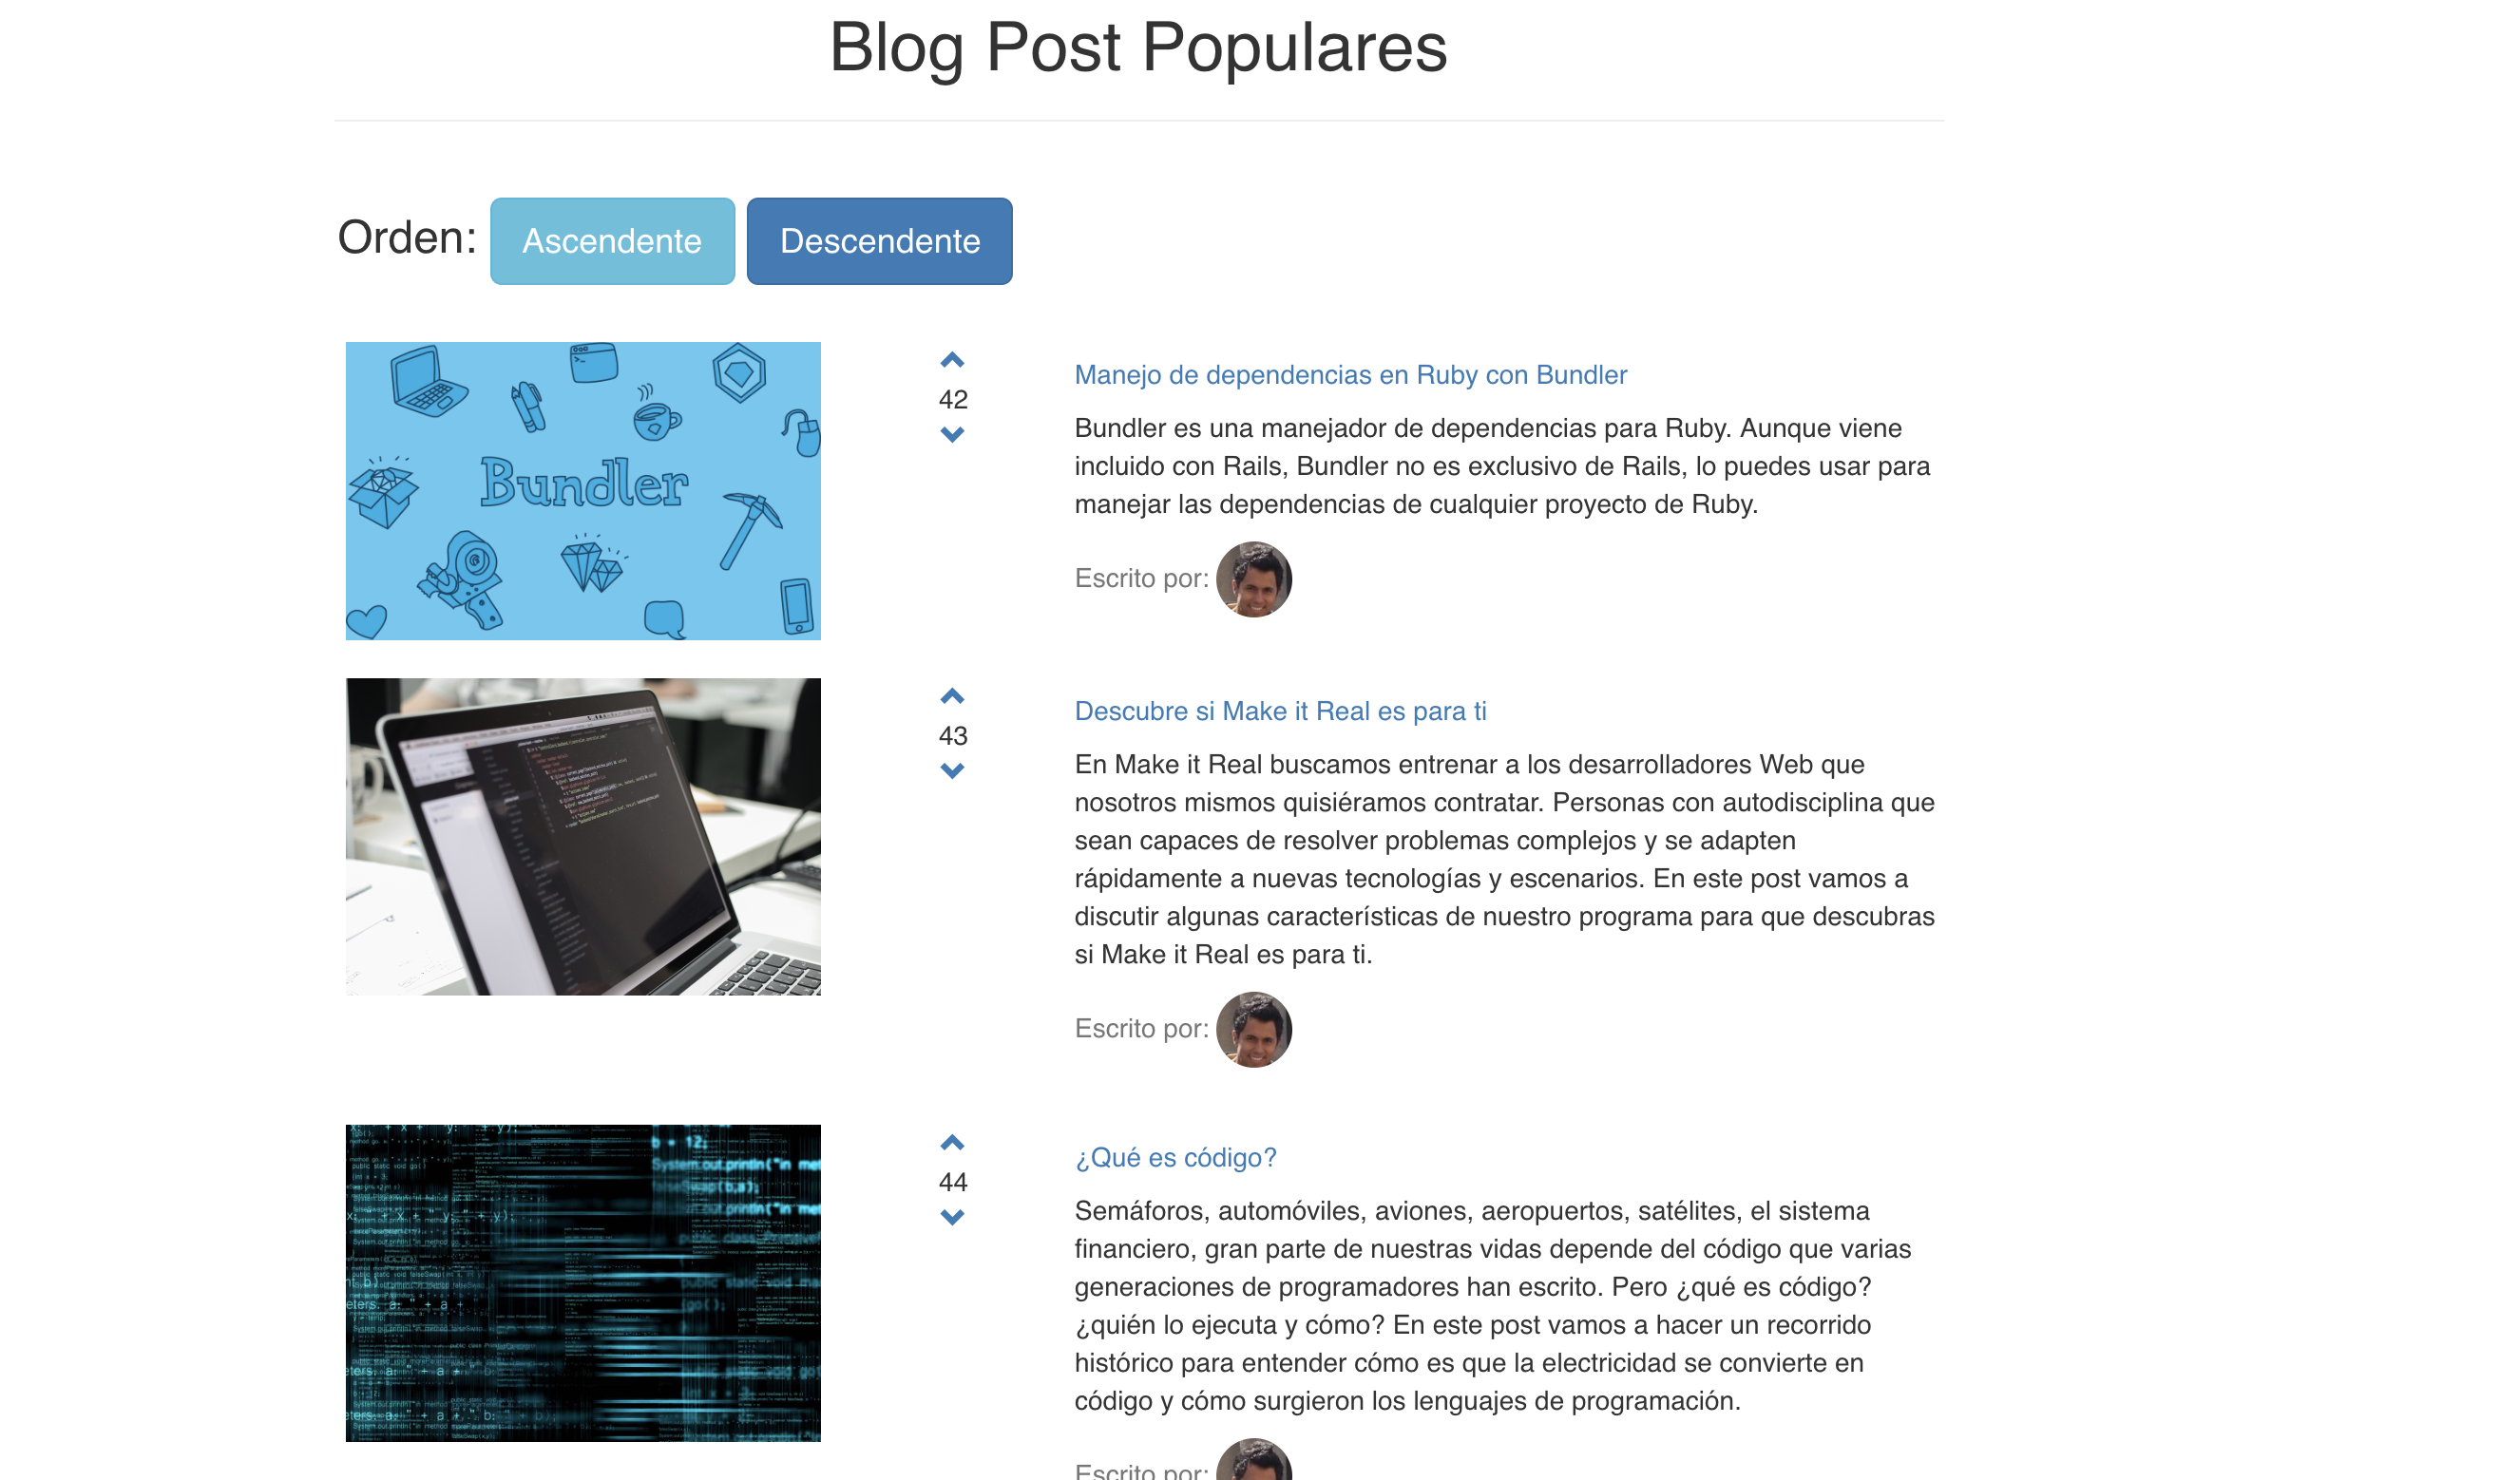 Blog Post Populares
Orden: Ascendente Descendente
Bundler
42
Manejo de dependencias en Ruby con Bundler
Bundler es una manejador de dependencias para Ruby. Aunque viene
incluido con Rails, Bundler no es exclusivo de Rails, lo puedes usar para
manejar las dependencias de cualquier proyecto de Ruby.
Escrito por:
43
Descubre si Make it Real es para ti
En Make it Real buscamos entrenar a los desarrolladores Web que
nosotros mismos quisiéramos contratar. Personas con autodisciplina que
sean capaces de resolver problemas complejos y se adapten
rápidamente a nuevas tecnologías y escenarios. En este post vamos a
discutir algunas características de nuestro programa para que descubras
si Make it Real es para ti.
Escrito por:
b = 12;
System.out.println("in
44
¿Qué es código?
Semáforos, automóviles, aviones, aeropuertos, satélites, el sistema
financiero, gran parte de nuestras vidas depende del código que varias
generaciones de programadores han escrito. Pero ¿qué es código?
¿quién lo ejecuta y cómo? En este post vamos a hacer un recorrido
histórico para entender cómo es que la electricidad se convierte en
código y cómo surgieron los lenguajes de programación.
Escrito por: